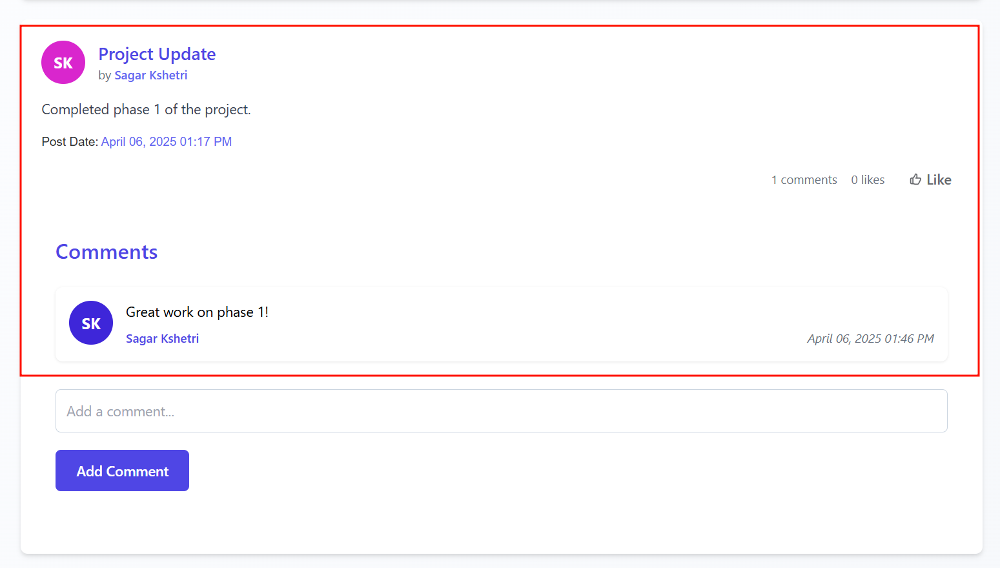 SK
Project Update
by Sagar Kshetri
Completed phase 1 of the project.
Post Date: April 06, 2025 01:17 PM
1 comments 0 likes Like
Comments
SK
Great work on phase 1!
Sagar Kshetri April 06, 2025 01:46 PM
Add a comment...
Add Comment